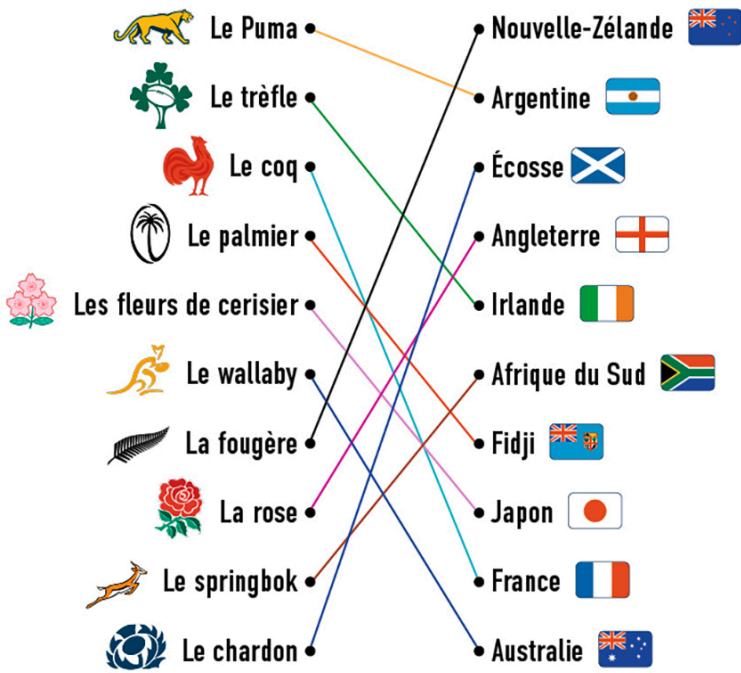 Le Puma
Nouvelle-Zélande
Le trèfle
Argentine
Le coq
Écosse
Le palmier
Angleterre
Les fleurs de cerisier
Irlande
Le wallaby
Afrique du Sud
La fougère
Fidji
La rose
Japon
Le springbok
France
Le chardon
Australie